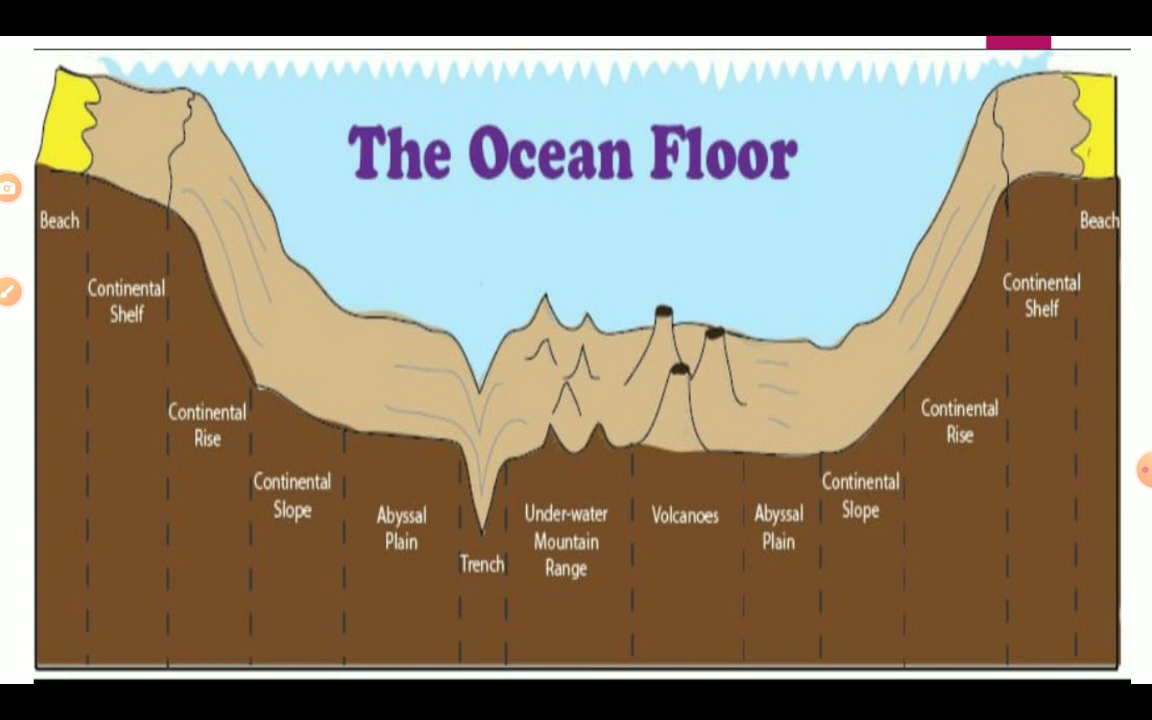 The Ocean Floor
Beach
Continental
Shelf
Continental
Rise
Continental
Slope
Abyssal
Plain
Trench
Under-water
Mountain
Range
Volcanoes
Abyssal
Plain
Continental
Slope
Continental
Rise
Continental
Shelf
Beach